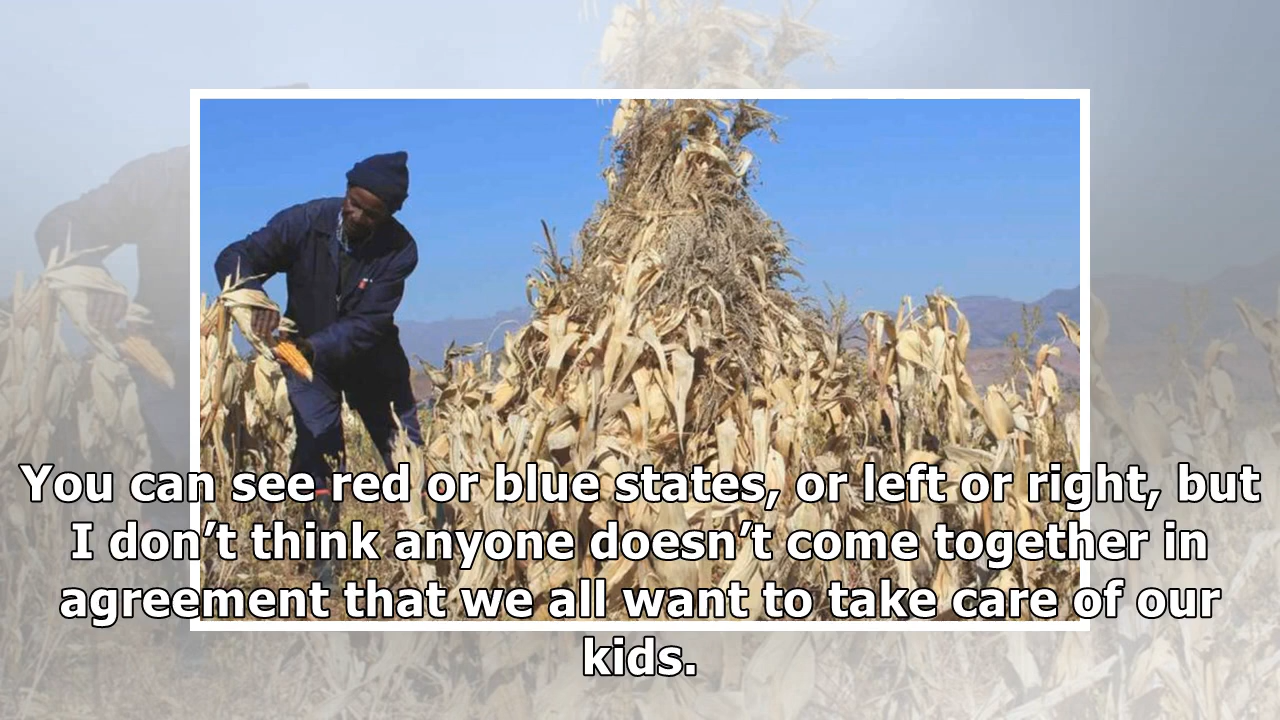 You can see red or blue states, or left or right, but
I don’t think anyone doesn’t come together in
agreement that we all want to take care of our
kids.